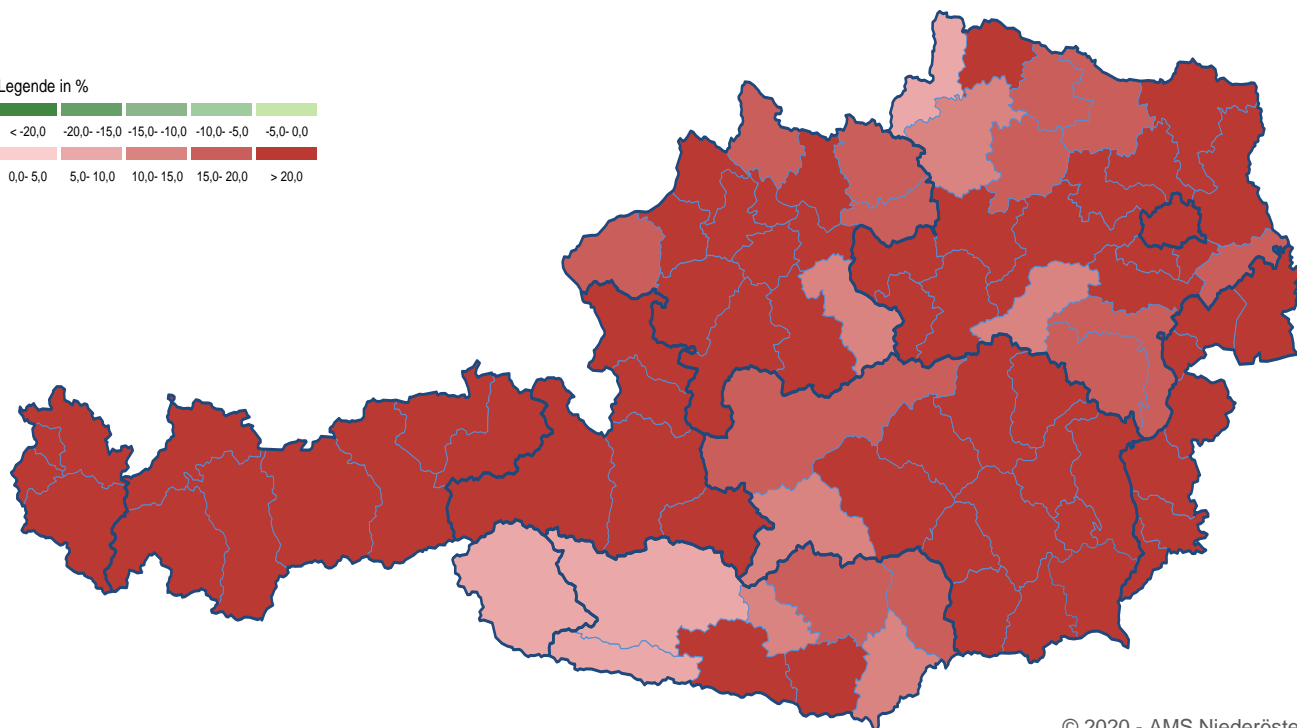 Legende in %
< -20,0 -20,0- -15,0 -15,0- -10,0 -10,0- -5,0 -5,0- 0,0
0,0- 5,0 5,0- 10,0 10,0- 15,0 15,0- 20,0 > 20,0
© 2020 - AMS Niederöste